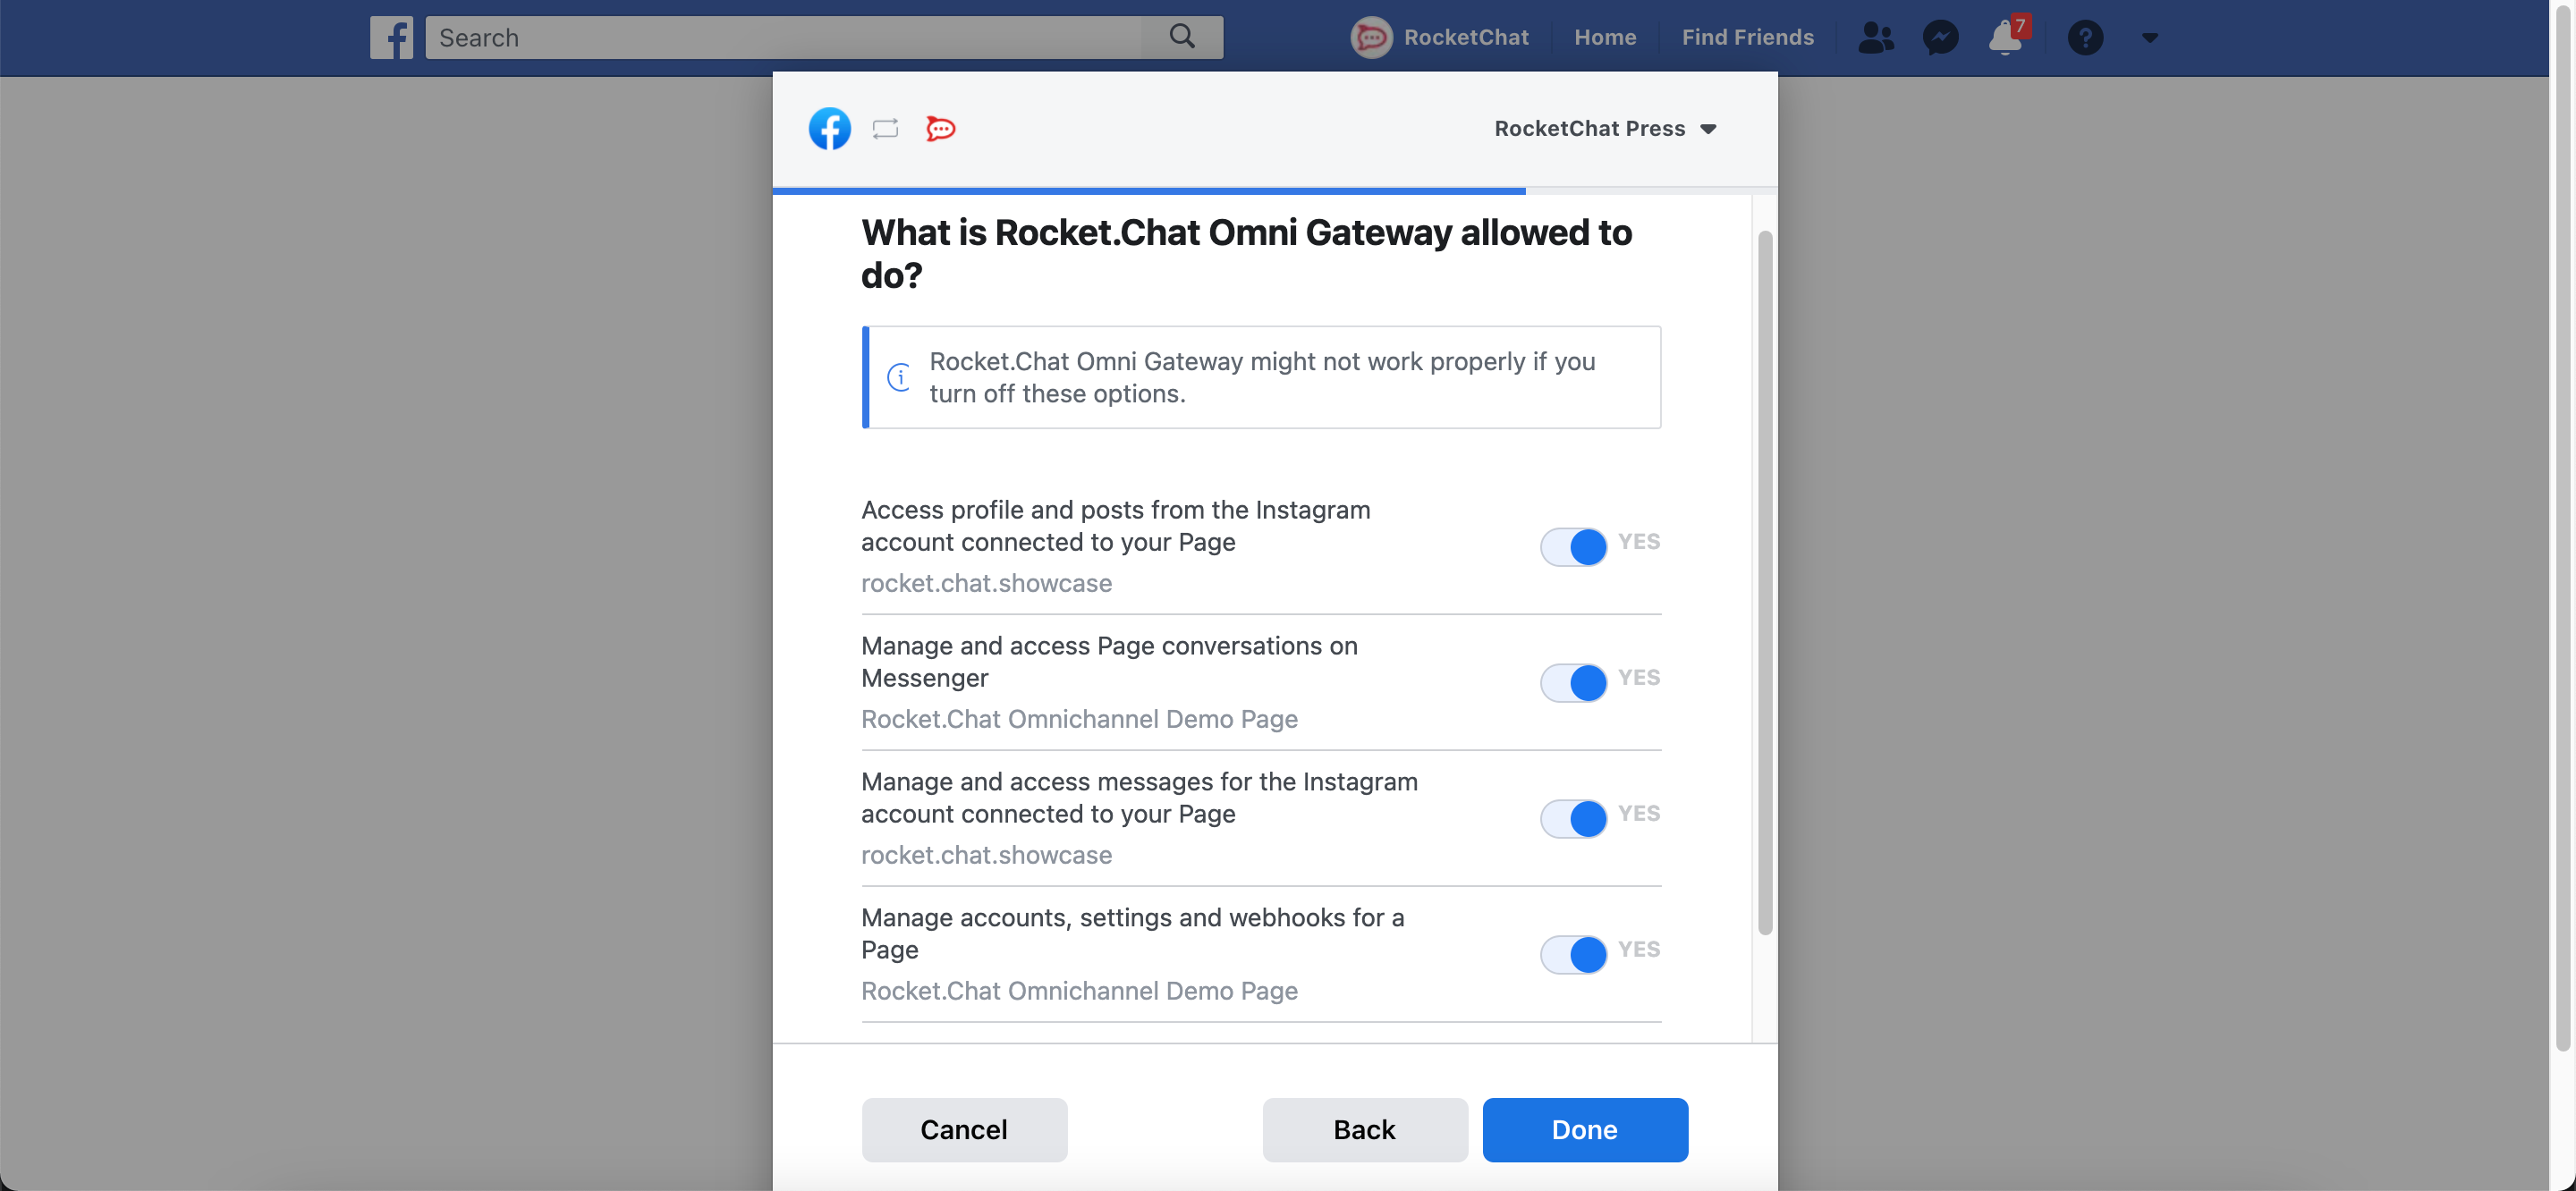 Search
RocketChat
Home
Find Friends
7
?
RocketChat Press
What is Rocket.Chat Omni Gateway allowed to
do?
Rocket.Chat Omni Gateway might not work properly if you
turn off these options.
Access profile and posts from the Instagram
account connected to your Page
YES
rocket.chat.showcase
Manage and access Page conversations on
Messenger
YES
Rocket.Chat Omnichannel Demo Page
Manage and access messages for the Instagram
account connected to your Page
YES
rocket.chat.showcase
Manage accounts, settings and webhooks for a
Page
YES
Rocket.Chat Omnichannel Demo Page
Cancel
Back
Done